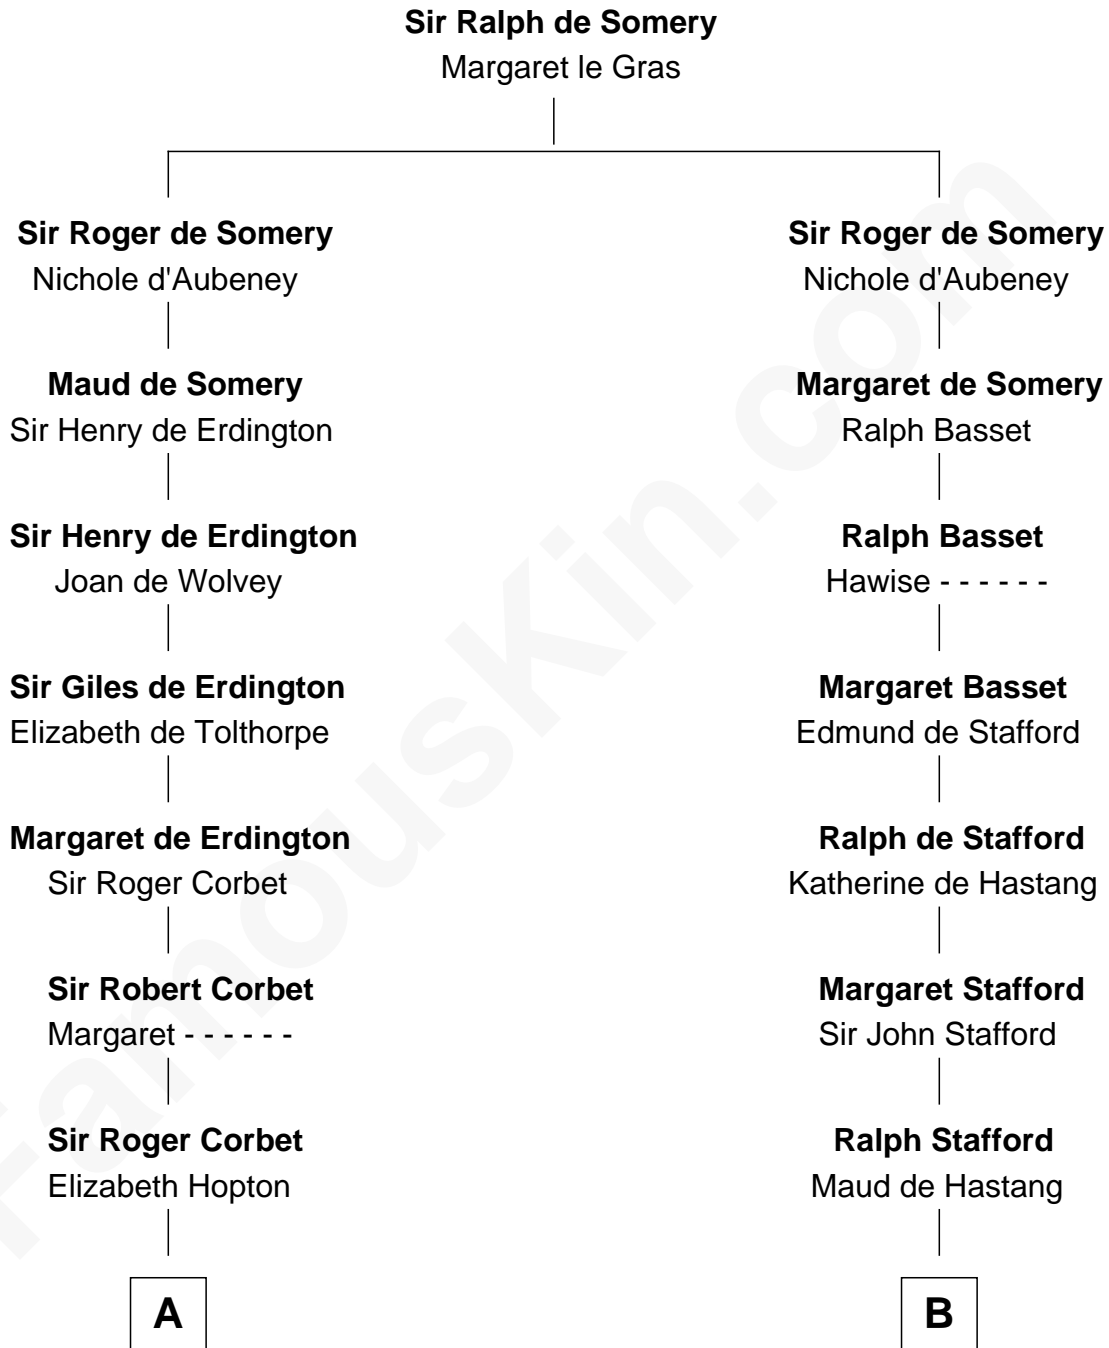 Sir Ralph de Somery
Margaret le Gras
Sir Roger de Somery
Nichole d'Aubeney
Maud de Somery
Sir Henry de Erdington
Sir Henry de Erdington
Joan de Wolvey
Sir Giles de Erdington
Elizabeth de Tolthorpe
Margaret de Erdington
Sir Roger Corbet
Sir Robert Corbet
Margaret - - - - - -
Sir Roger Corbet
Elizabeth Hopton
A
Sir Roger de Somery
Nichole d'Aubeney
Margaret de Somery
Ralph Basset
Ralph Basset
Hawise - - - - - -
Margaret Basset
Edmund de Stafford
Ralph de Stafford
Katherine de Hastang
Margaret Stafford
Sir John Stafford
Ralph Stafford
Maud de Hastang
B
FamousKin.com